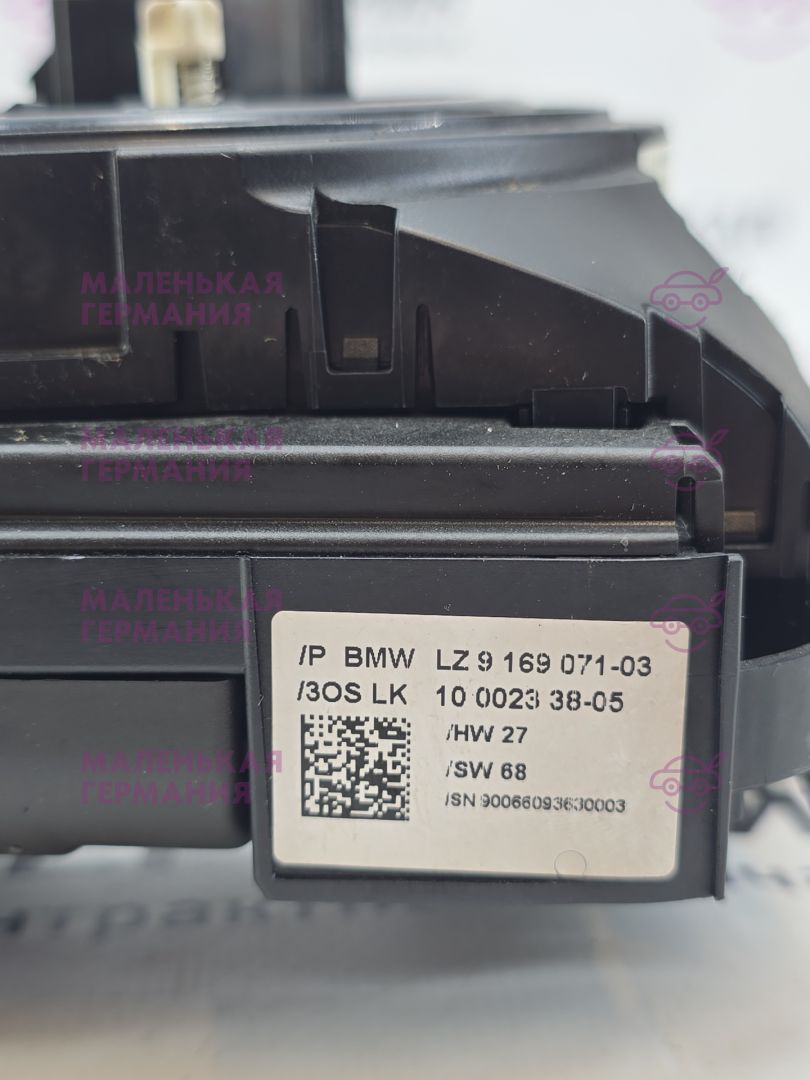 МАЛЕНЬКАЯ
ГЕРМАНИЯ
МАЛЕНЬКАЯ
ГЕРМАНИЯ
МАЛЕНЬКАЯ
ГЕРМАНИЯ
/P BMW LZ 9 169 071-03
/3OS LK 10 0023 38-05
/HW 27
/SW 68
/SN 90066093630003
МАЛЕНЬКАЯ
ГЕРМАНИЯ